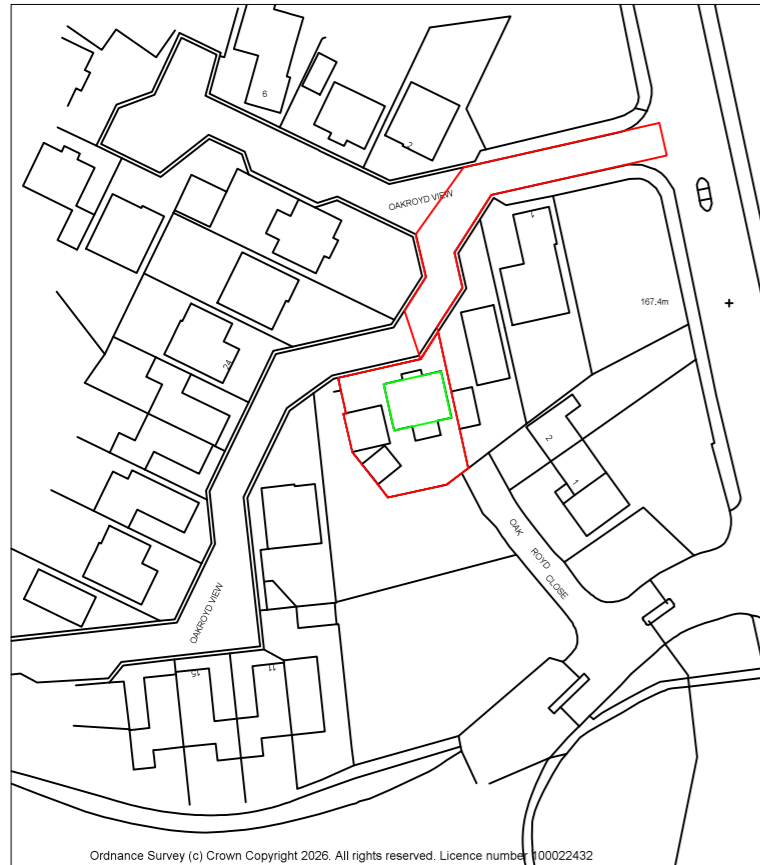 6
2
OAKROYD VIEW
1
167.4m
24
2
1
OAK ROYD CLOSE
OAKROYD VIEW
15
11
Ordnance Survey (c) Crown Copyright 2026. All rights reserved. Licence number 100022432